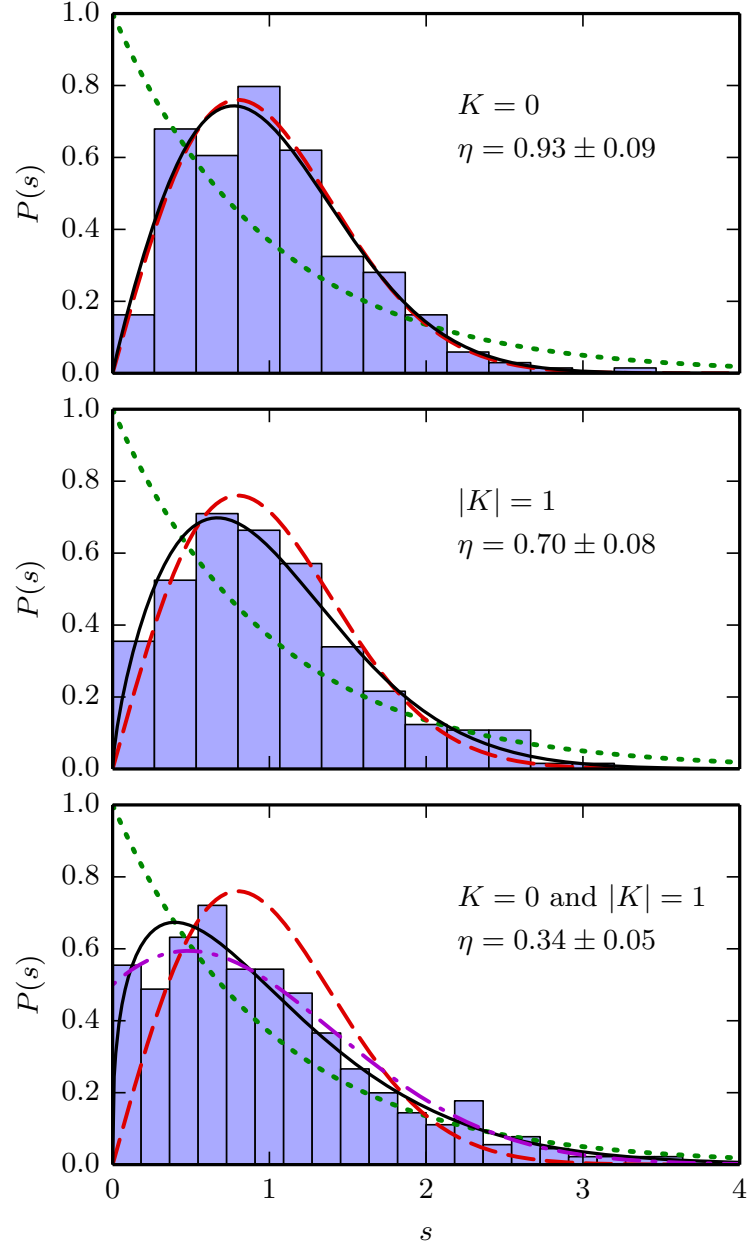 1.0
0.8
0.6
0.4
0.2
0.0
P(s)
K = 0
η = 0.93 ± 0.09
1.0
0.8
0.6
0.4
0.2
0.0
P(s)
|K| = 1
η = 0.70 ± 0.08
1.0
0.8
0.6
0.4
0.2
0.0
P(s)
K = 0 and |K| = 1
η = 0.34 ± 0.05
0 1 2 3 4
s